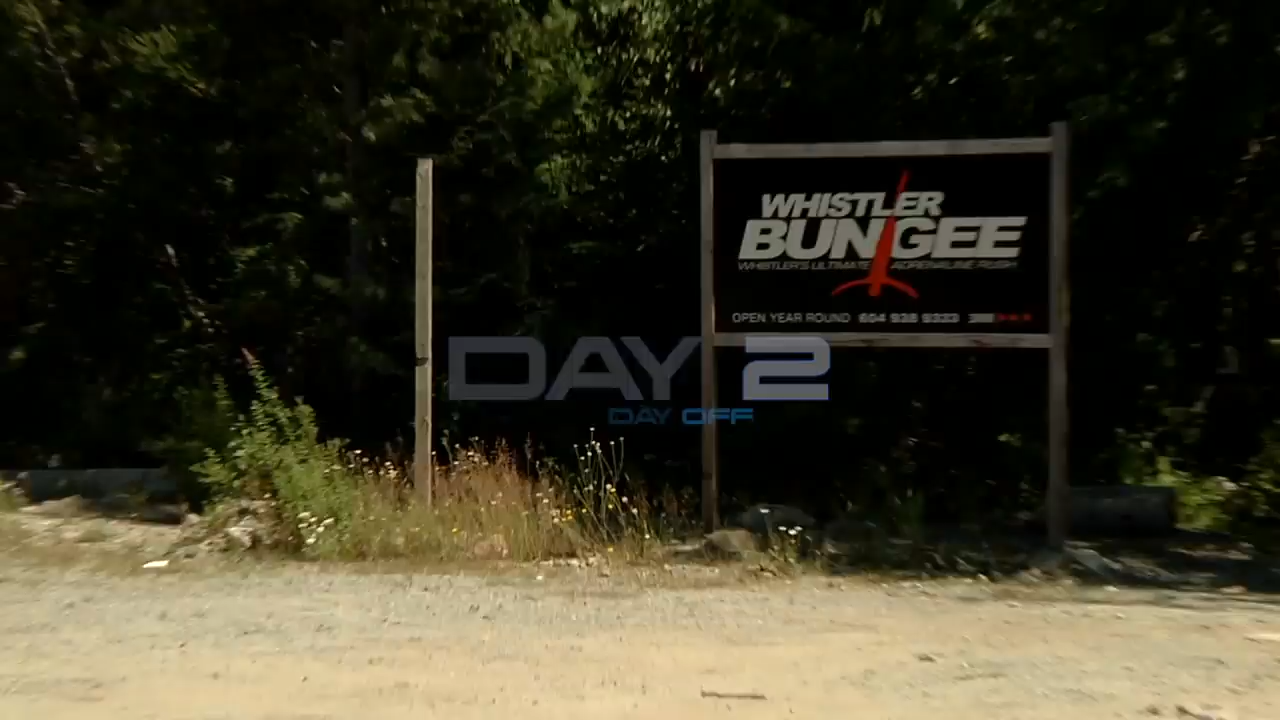 WHISTLER
BUNGEE
WHISTLER'S ULTIMATE ADRENALINE RUSH
OPEN YEAR ROUND 604 938 9333
DAY 2
DAY OFF